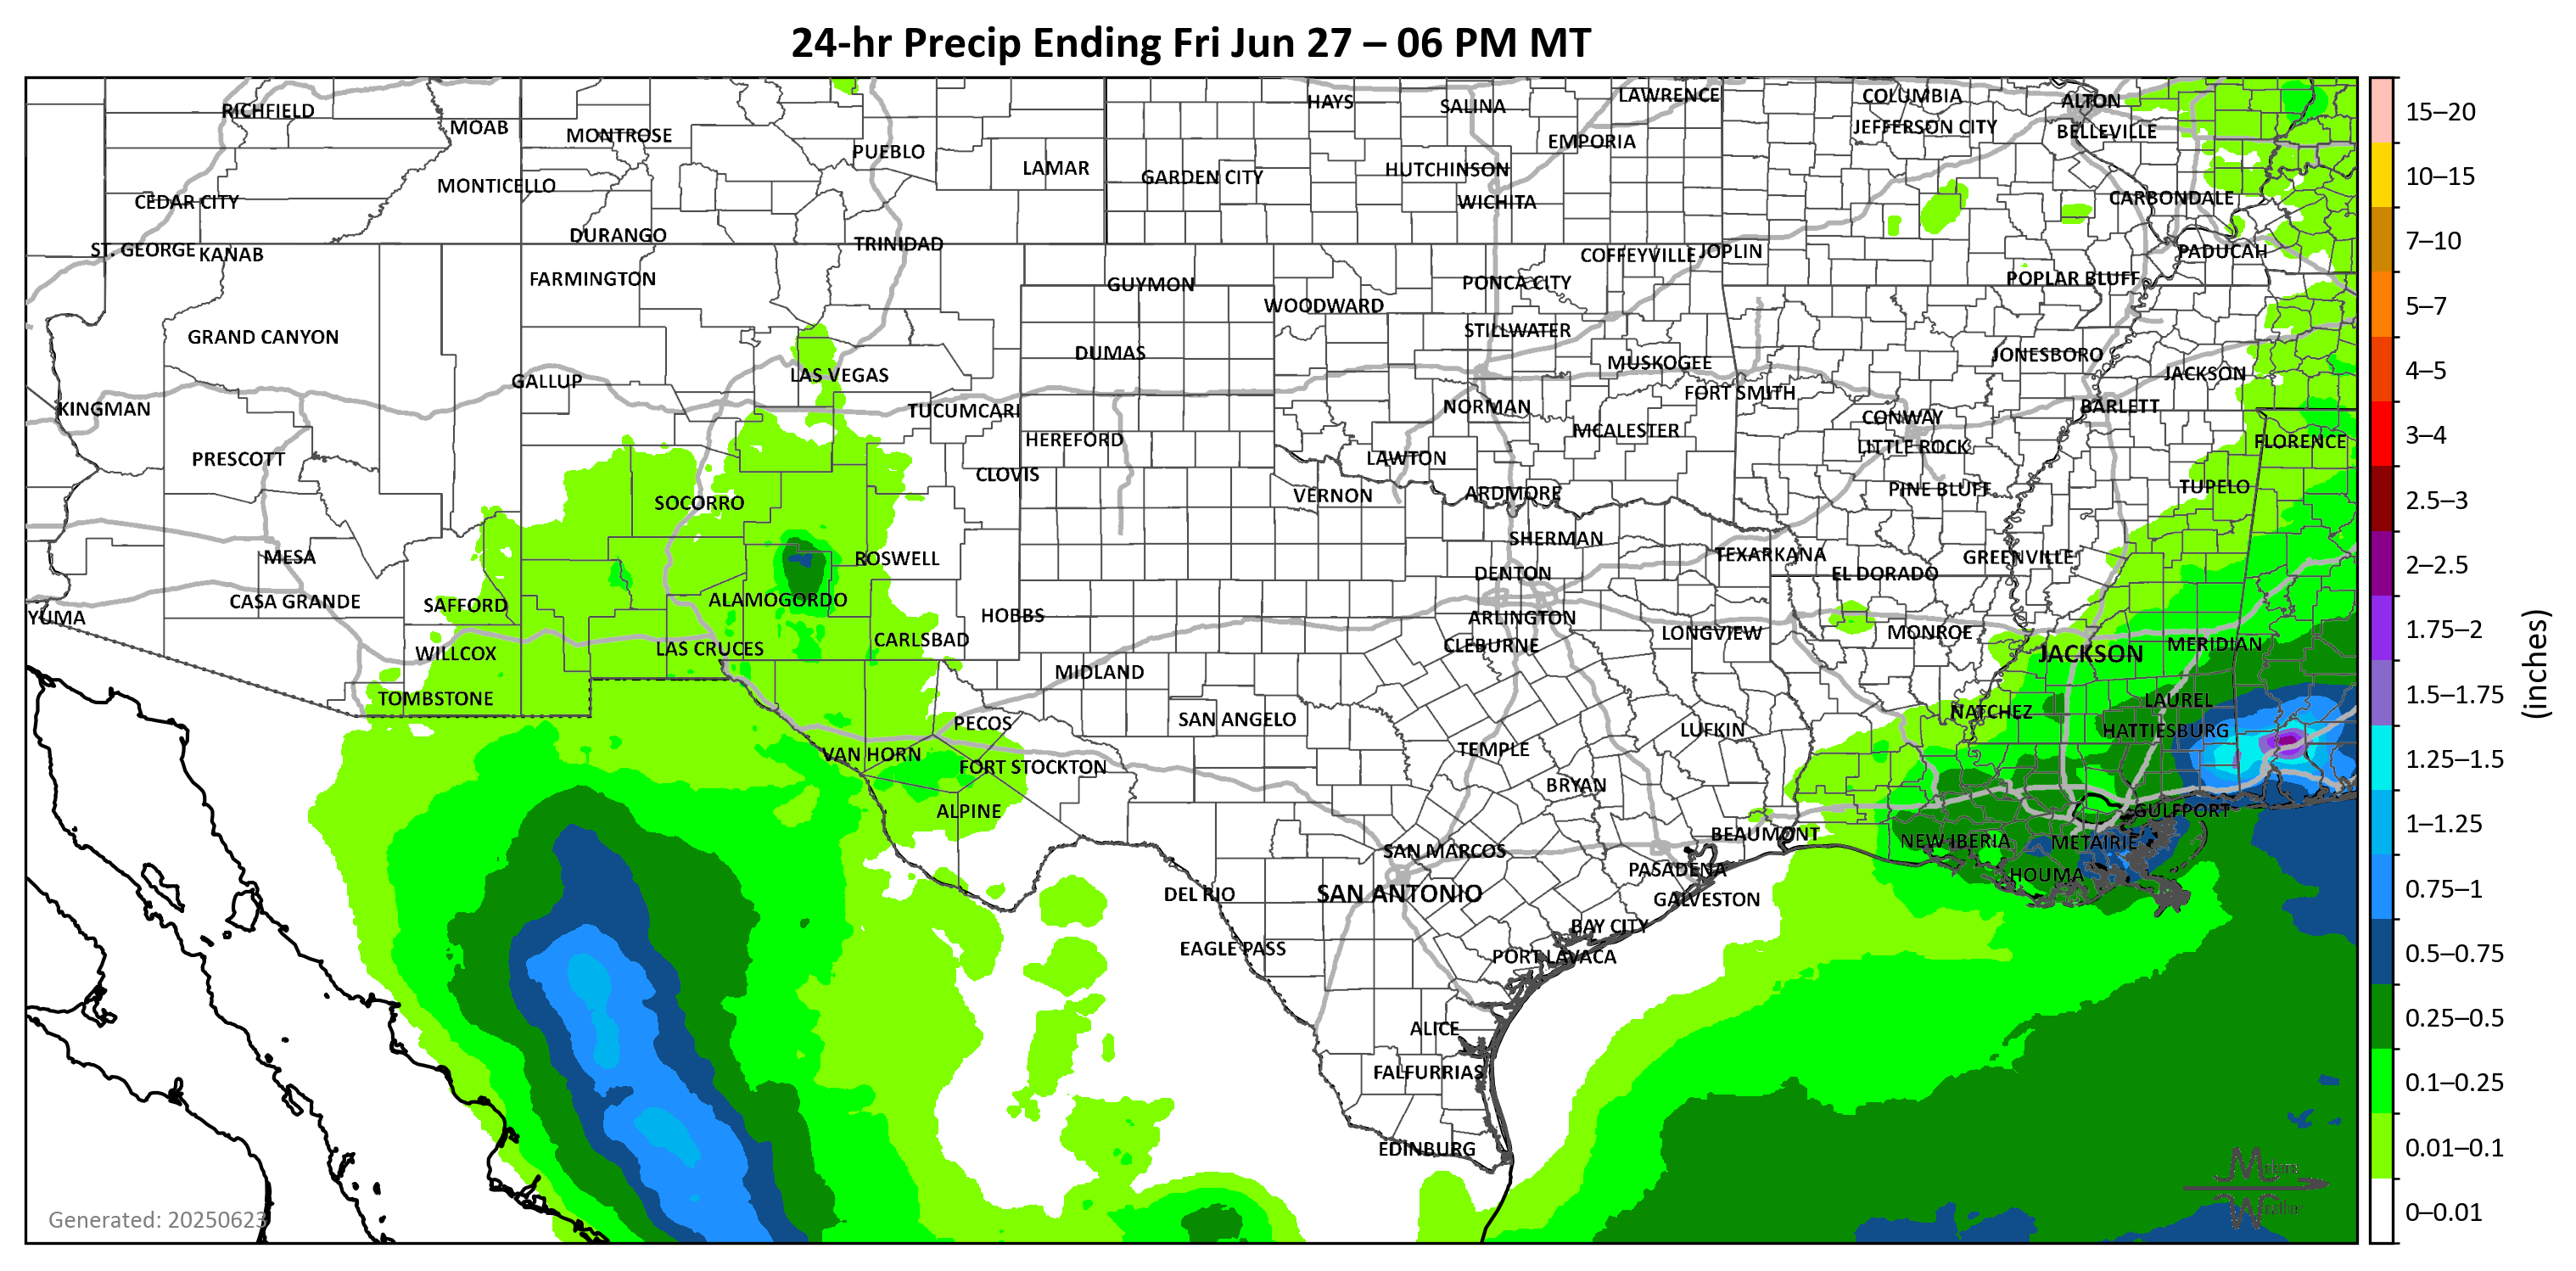 24-hr Precip Ending Fri Jun 27 – 06 PM MT
RICHFIELD
MOAB
MONTROSE
PUEBLO
LAMAR
HAYS
SALINA
LAWRENCE
COLUMBIA
ALTON
JEFFERSON CITY
BELLEVILLE
EMPORIA
HUTCHINSON
GARDEN CITY
WICHITA
MONTICELLO
CEDAR CITY
CARBONDALE
DURANGO
TRINIDAD
ST. GEORGE
KANAB
COFFEYVILLE
JOPLIN
PADUCAH
FARMINGTON
GUYMON
PONCA CITY
POPLAR BLUFF
WOODWARD
STILLWATER
GRAND CANYON
DUMAS
MUSKOGEE
JONESBORO
JACKSON
GALLUP
LAS VEGAS
FORT SMITH
KINGMAN
TUCUMCARI
NORMAN
CONWAY
BARLETT
HEREFORD
MCALESTER
LITTLE ROCK
FLORENCE
PRESCOTT
CLOVIS
LAWTON
PINE BLUFF
TUPELO
SOCORRO
VERNON
ARDMORE
SHERMAN
MESA
ROSWELL
TEXARKANA
GREENVILLE
DENTON
EL DORADO
CASA GRANDE
SAFFORD
ALAMOGORDO
YUMA
HOBBS
ARLINGTON
LONGVIEW
MONROE
CLEBURNE
MERIDIAN
WILLCOX
LAS CRUCES
CARLSBAD
JACKSON
MIDLAND
TOMBSTONE
LAUREL
NATCHEZ
PECOS
SAN ANGELO
LUFKIN
HATTIESBURG
VAN HORN
TEMPLE
FORT STOCKTON
BRYAN
ALPINE
GULFPORT
BEAUMONT
NEW IBERIA
METAIRIE
SAN MARCOS
PASADENA
HOUMA
DEL RIO
SAN ANTONIO
GALVESTON
BAY CITY
EAGLE PASS
PORT LAVACA
ALICE
FALFURRIAS
EDINBURG
Generated: 20250623
15–20
10–15
7–10
5–7
4–5
3–4
2.5–3
2–2.5
1.75–2
1.5–1.75
1.25–1.5
1–1.25
0.75–1
0.5–0.75
0.25–0.5
0.1–0.25
0.01–0.1
0–0.01
(inches)